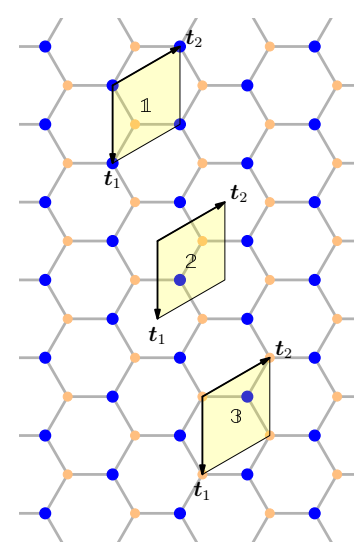 t₂
𝟙
t₁
t₂
𝟚
t₁
t₂
𝟛
t₁